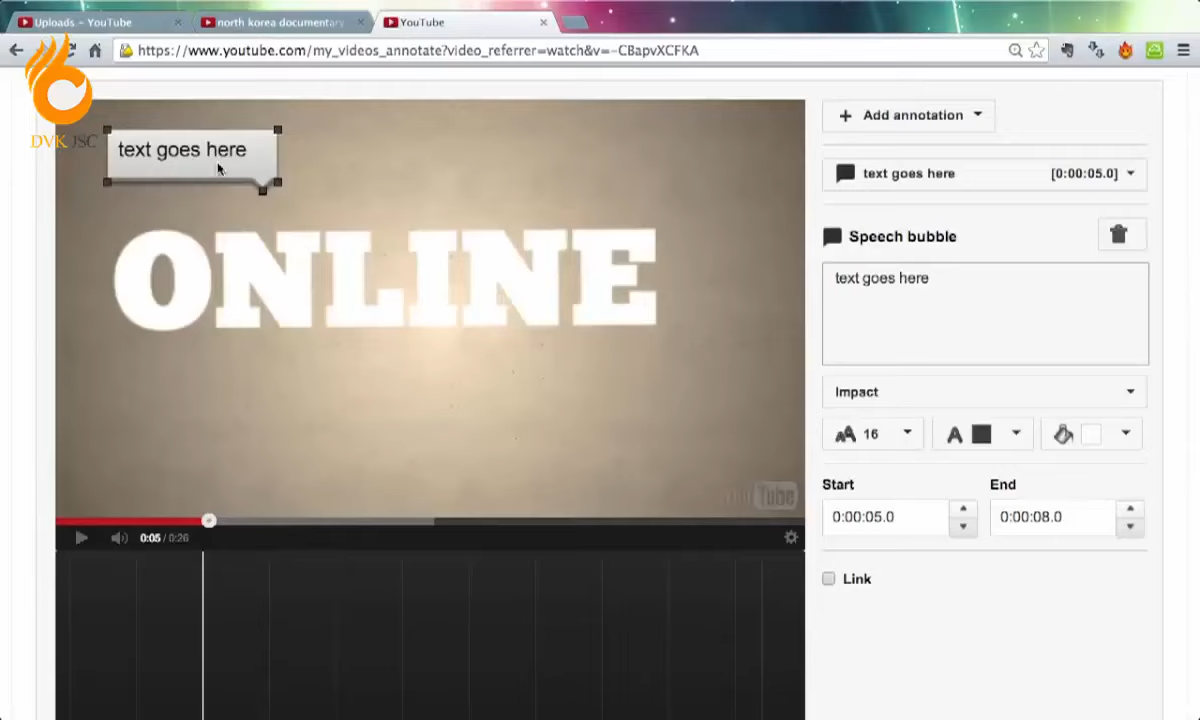 Uploads - YouTube
north korea documentary
YouTube
https://www.youtube.com/my_videos_annotate?video_referrer=watch&v=-CBapvXCFKA
DVK JSC
text goes here
ONLINE
YouTube
0:05 / 0:26
Add annotation
text goes here [0:00:05.0]
Speech bubble
text goes here
Impact
16
Start End
0:00:05.0 0:00:08.0
Link